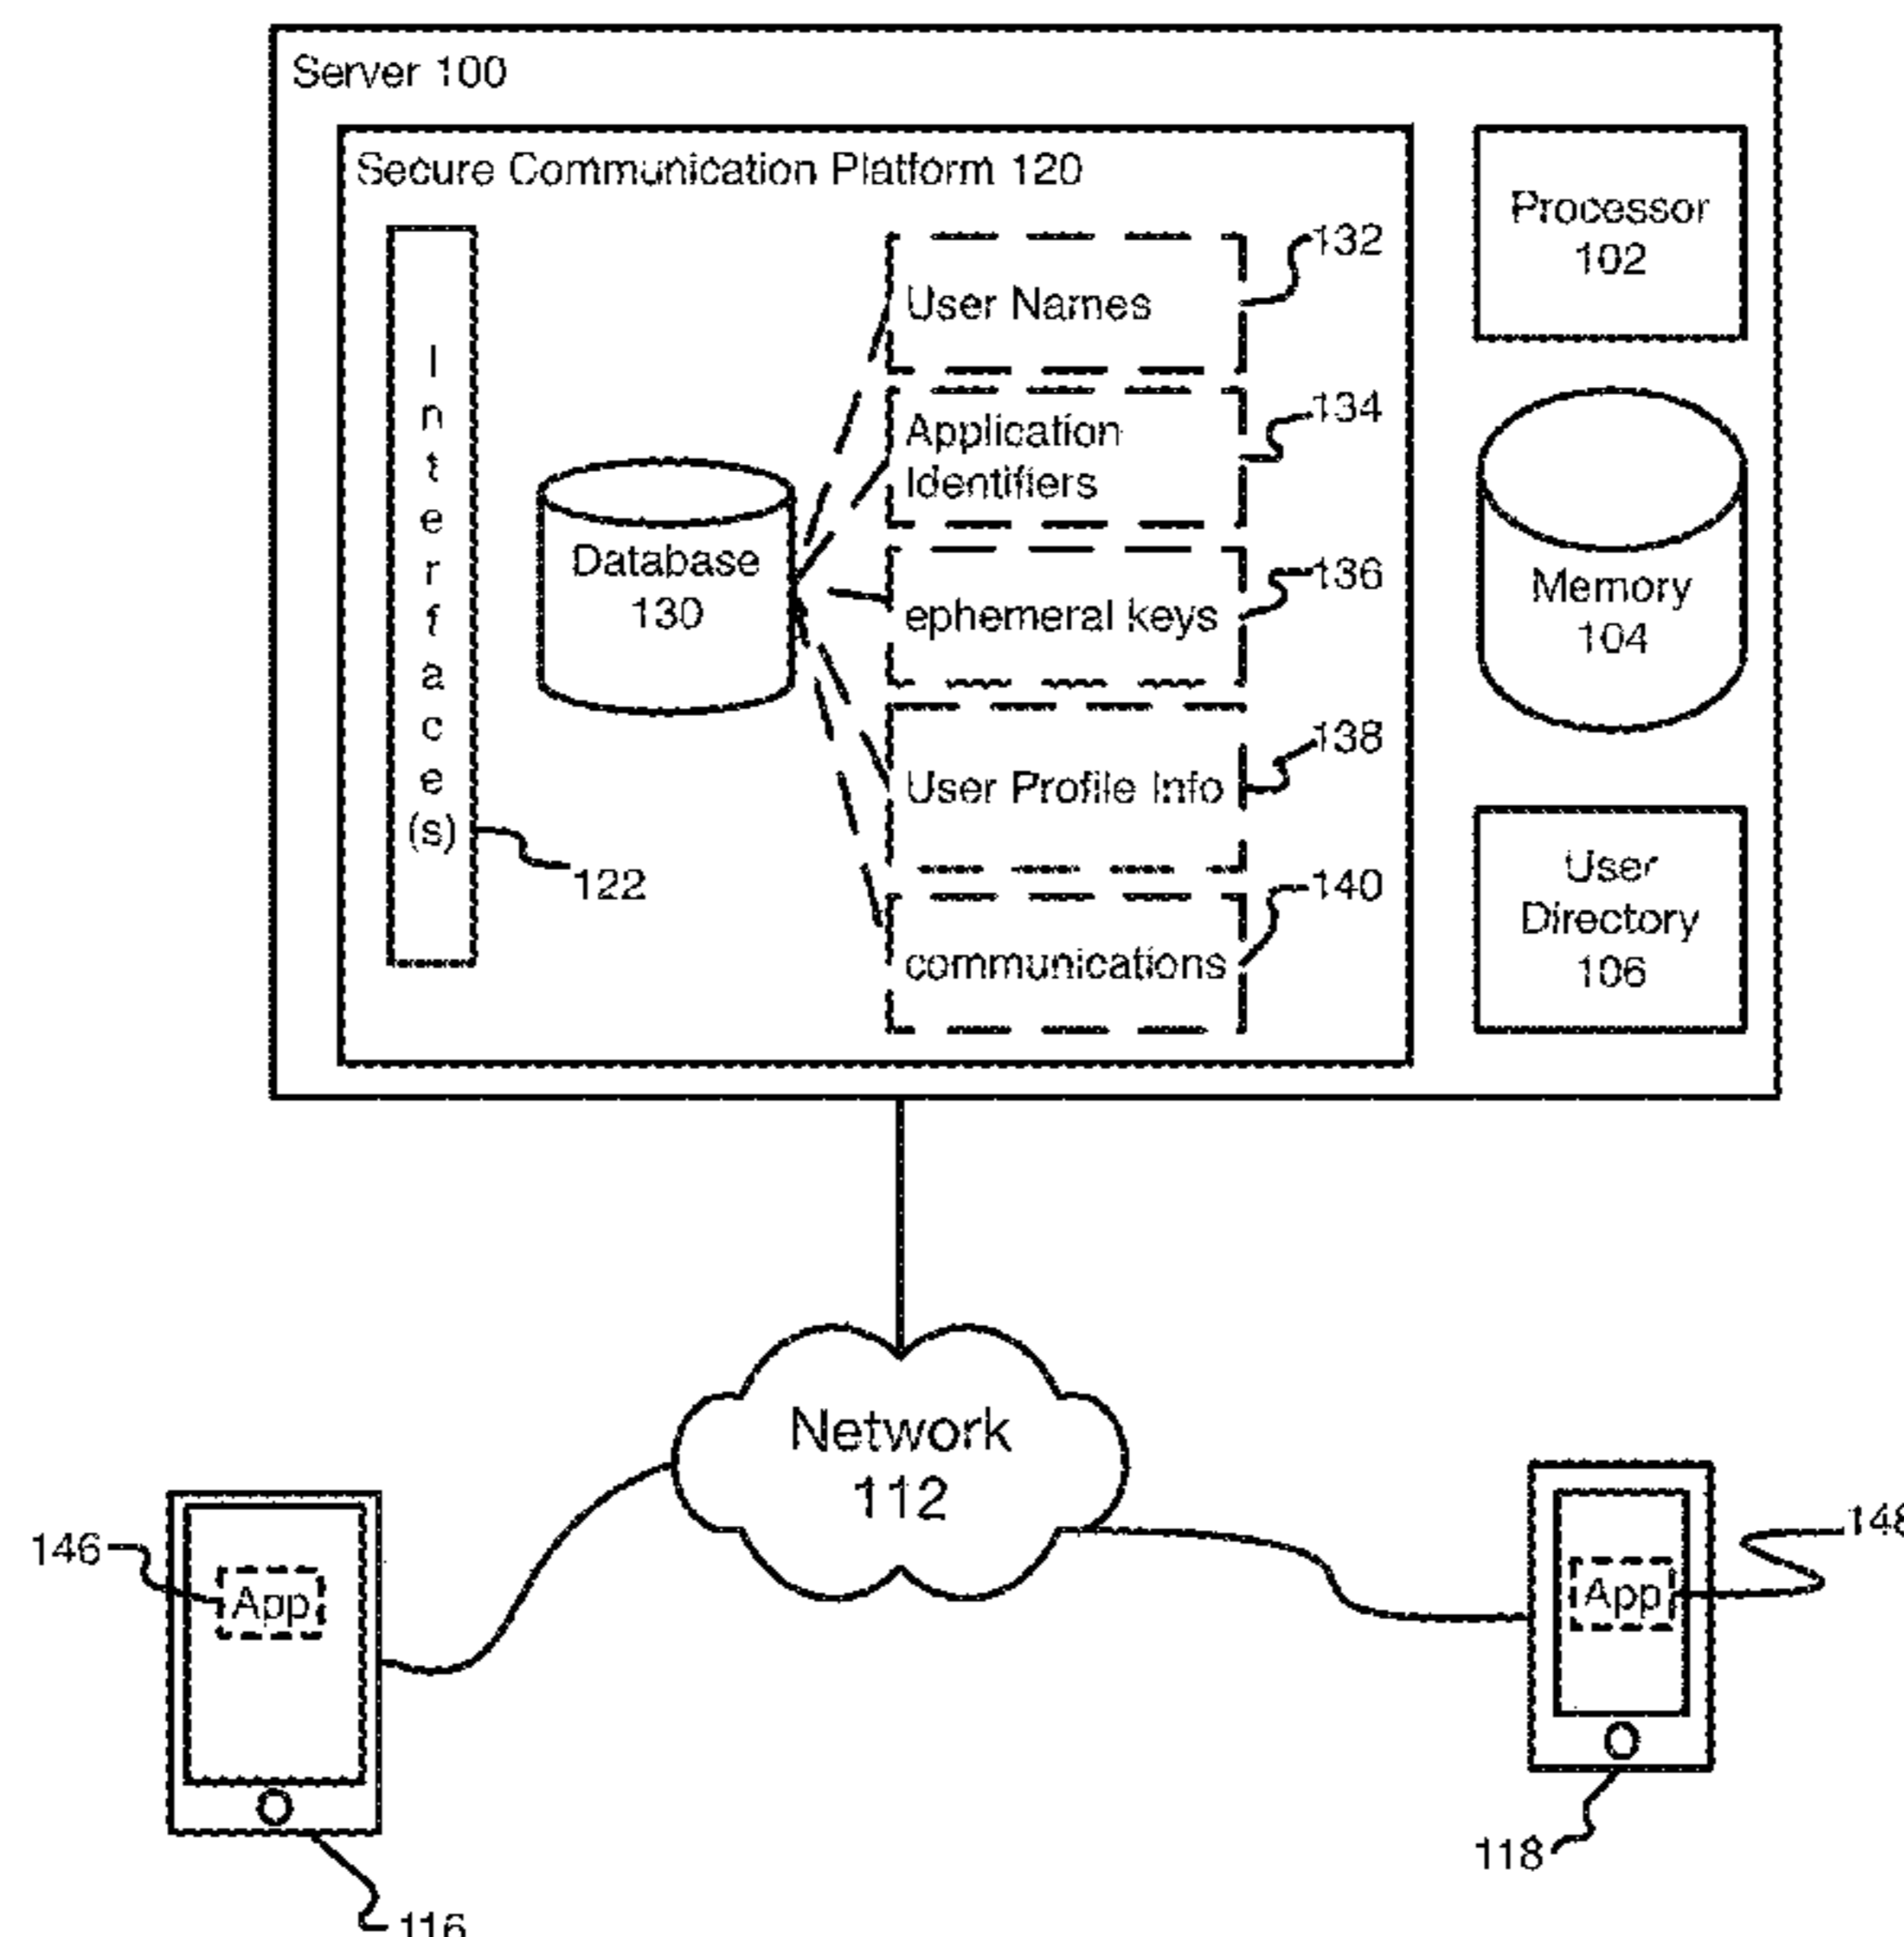 Server 100
Secure Communication Platform 120
Interface(s)
122
Database
130
User Names
132
Application
Identifiers
134
ephemeral keys
136
User Profile Info
138
communications
140
Processor
102
Memory
104
User
Directory
106
Network
112
146
App
116
App
148
118